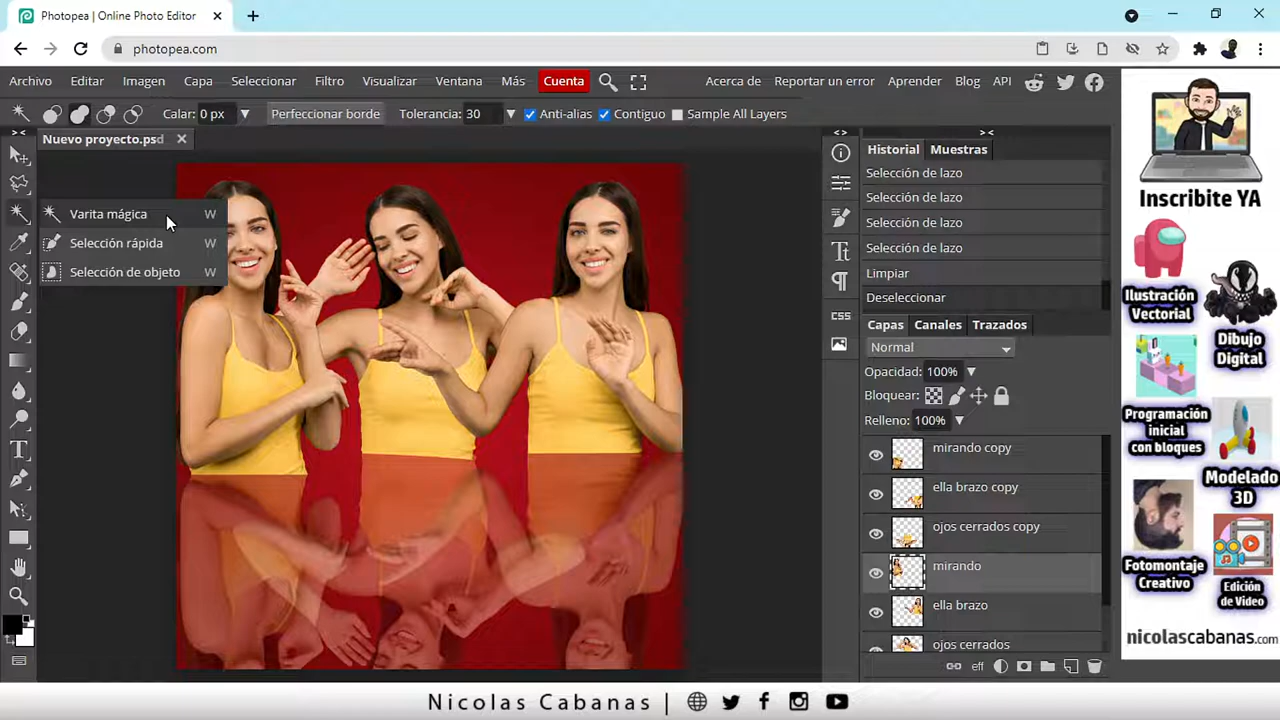 Photopea | Online Photo Editor
photopea.com
Archivo Editar Imagen Capa Seleccionar Filtro Visualizar Ventana Más Cuenta Acerca de Reportar un error Aprender Blog API
Calar: 0 px Perfeccionar borde Tolerancia: 30 Anti-alias Contiguo Sample All Layers
Nuevo proyecto.psd
Varita mágica W
Selección rápida W
Selección de objeto W
> <
< >
> <
Historial Muestras
Selección de lazo
Selección de lazo
Selección de lazo
Selección de lazo
Limpiar
Deseleccionar
CSS
Capas Canales Trazados
Normal
Opacidad: 100%
Bloquear:
Relleno: 100%
mirando copy
ella brazo copy
ojos cerrados copy
mirando
ella brazo
ojos cerrados
eff
Inscribite YA
Ilustración
Vectorial
Dibujo
Digital
Programación
inicial
con bloques
Modelado
3D
Fotomontaje
Creativo
Edición
de Video
nicolascabanas.com
Nicolas Cabanas |